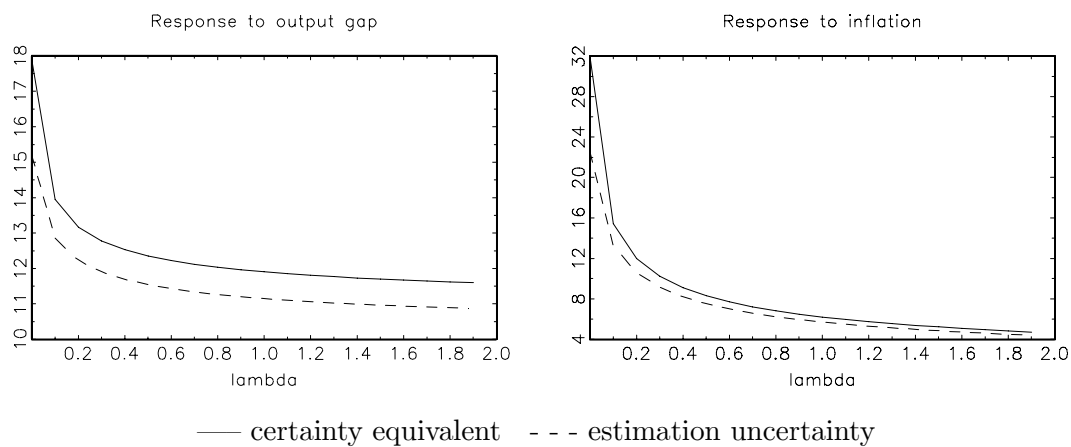 Response to output gap
18
17
16
15
14
13
12
11
10
0.2 0.4 0.6 0.8 1.0 1.2 1.4 1.6 1.8 2.0
lambda
Response to inflation
32
28
24
20
16
12
8
4
0.2 0.4 0.6 0.8 1.0 1.2 1.4 1.6 1.8 2.0
lambda
certainty equivalent
estimation uncertainty